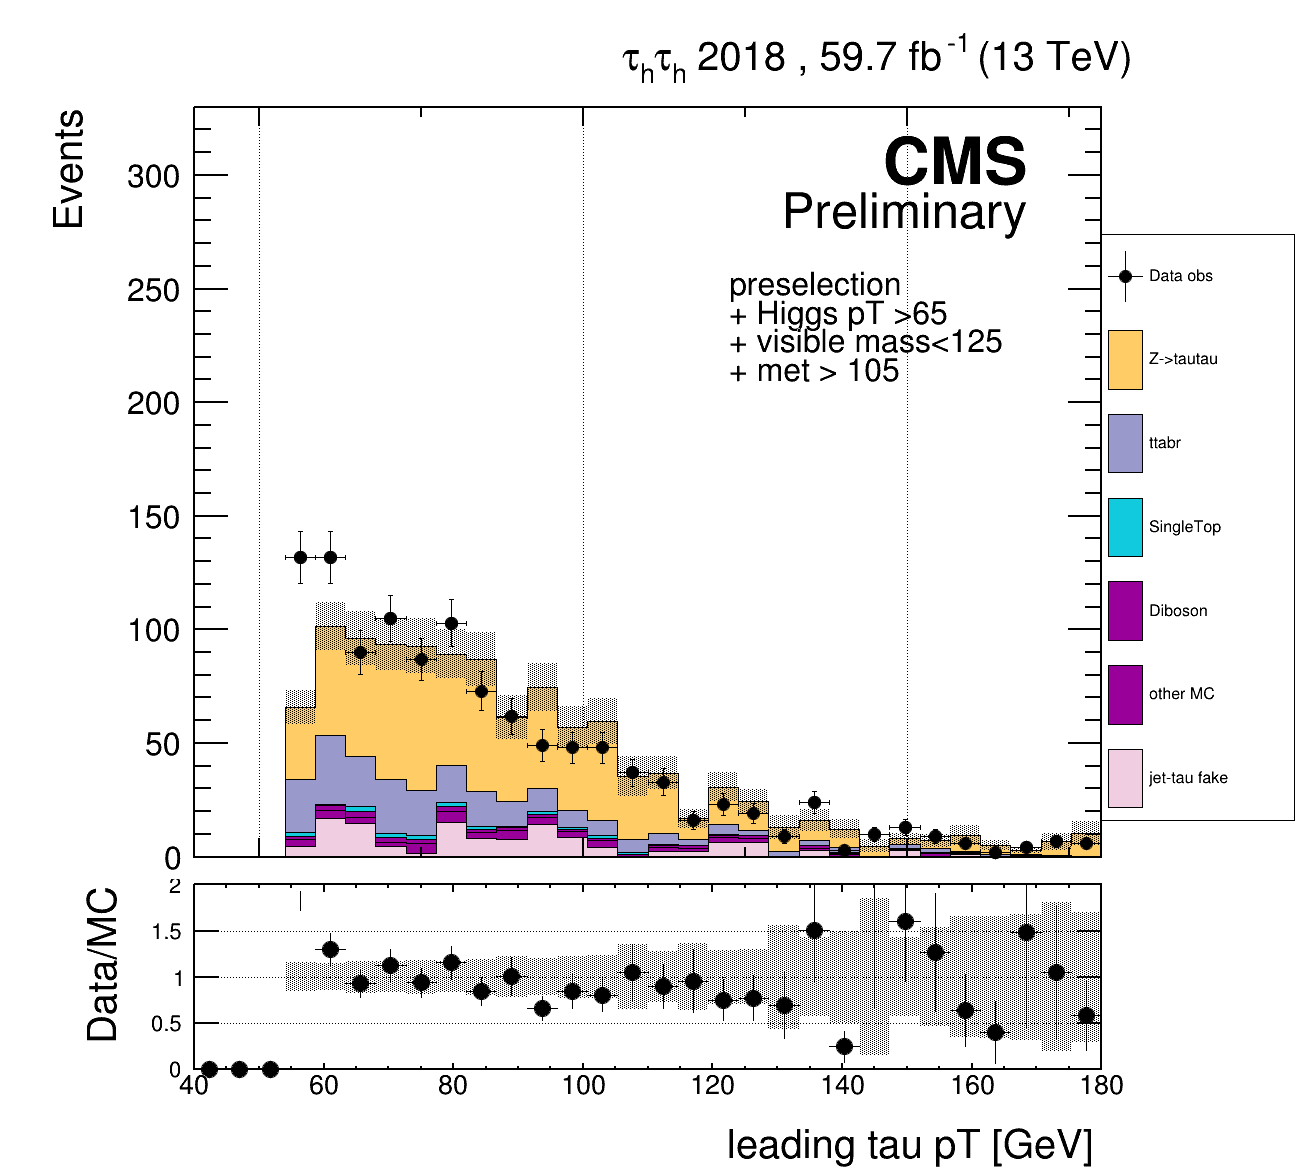 τhτh 2018 , 59.7 fb-1 (13 TeV)
Events
300
250
200
150
100
50
0
CMS
Preliminary
preselection
+ Higgs pT >65
+ visible mass<125
+ met > 105
Data obs
Z->tautau
ttabr
SingleTop
Diboson
other MC
jet-tau fake
Data/MC
2
1.5
1
0.5
0
40 60 80 100 120 140 160 180
leading tau pT [GeV]